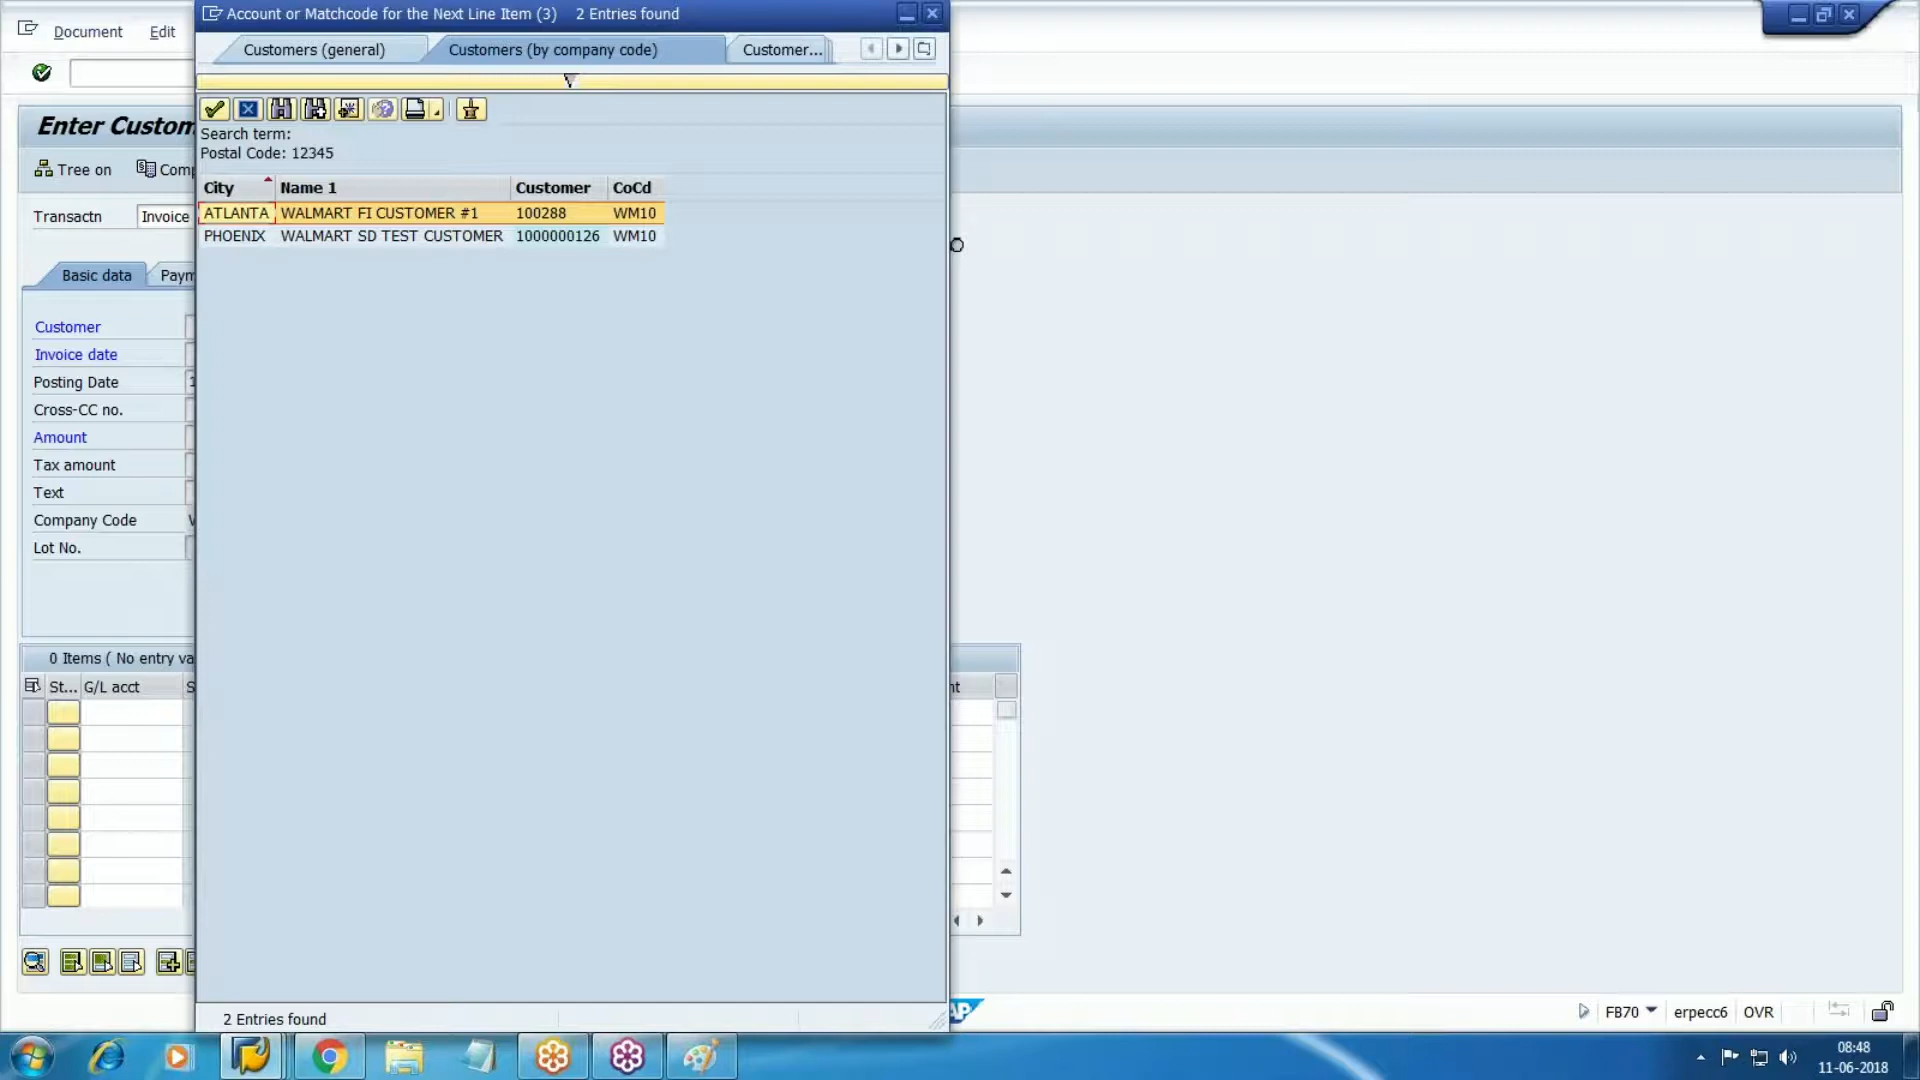 Account or Matchcode for the Next Line Item (3) 2 Entries found
Document Edit
Customers (general) Customers (by company code) Customer...
Enter Custom
Search term:
Postal Code: 12345
Tree on Comp
City Name 1 Customer CoCd
ATLANTA WALMART FI CUSTOMER #1 100288 WM10
PHOENIX WALMART SD TEST CUSTOMER 1000000126 WM10
Transactn Invoice
Basic data Paym
Customer
Invoice date
Posting Date 1
Cross-CC no.
Amount
Tax amount
Text
Company Code
Lot No.
0 Items ( No entry va
St... G/L acct S nt
2 Entries found
FB70 erpecc6 OVR
08:48
11-06-2018